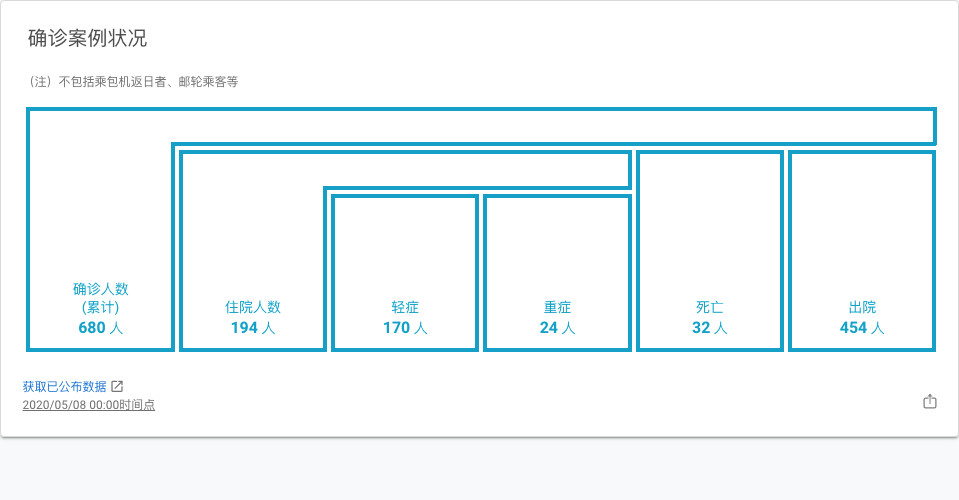 确诊案例状况
（注）不包括乘包机返日者、邮轮乘客等
确诊人数
(累计)
680 人
住院人数
194 人
轻症
170 人
重症
24 人
死亡
32 人
出院
454 人
获取已公布数据
2020/05/08 00:00时间点